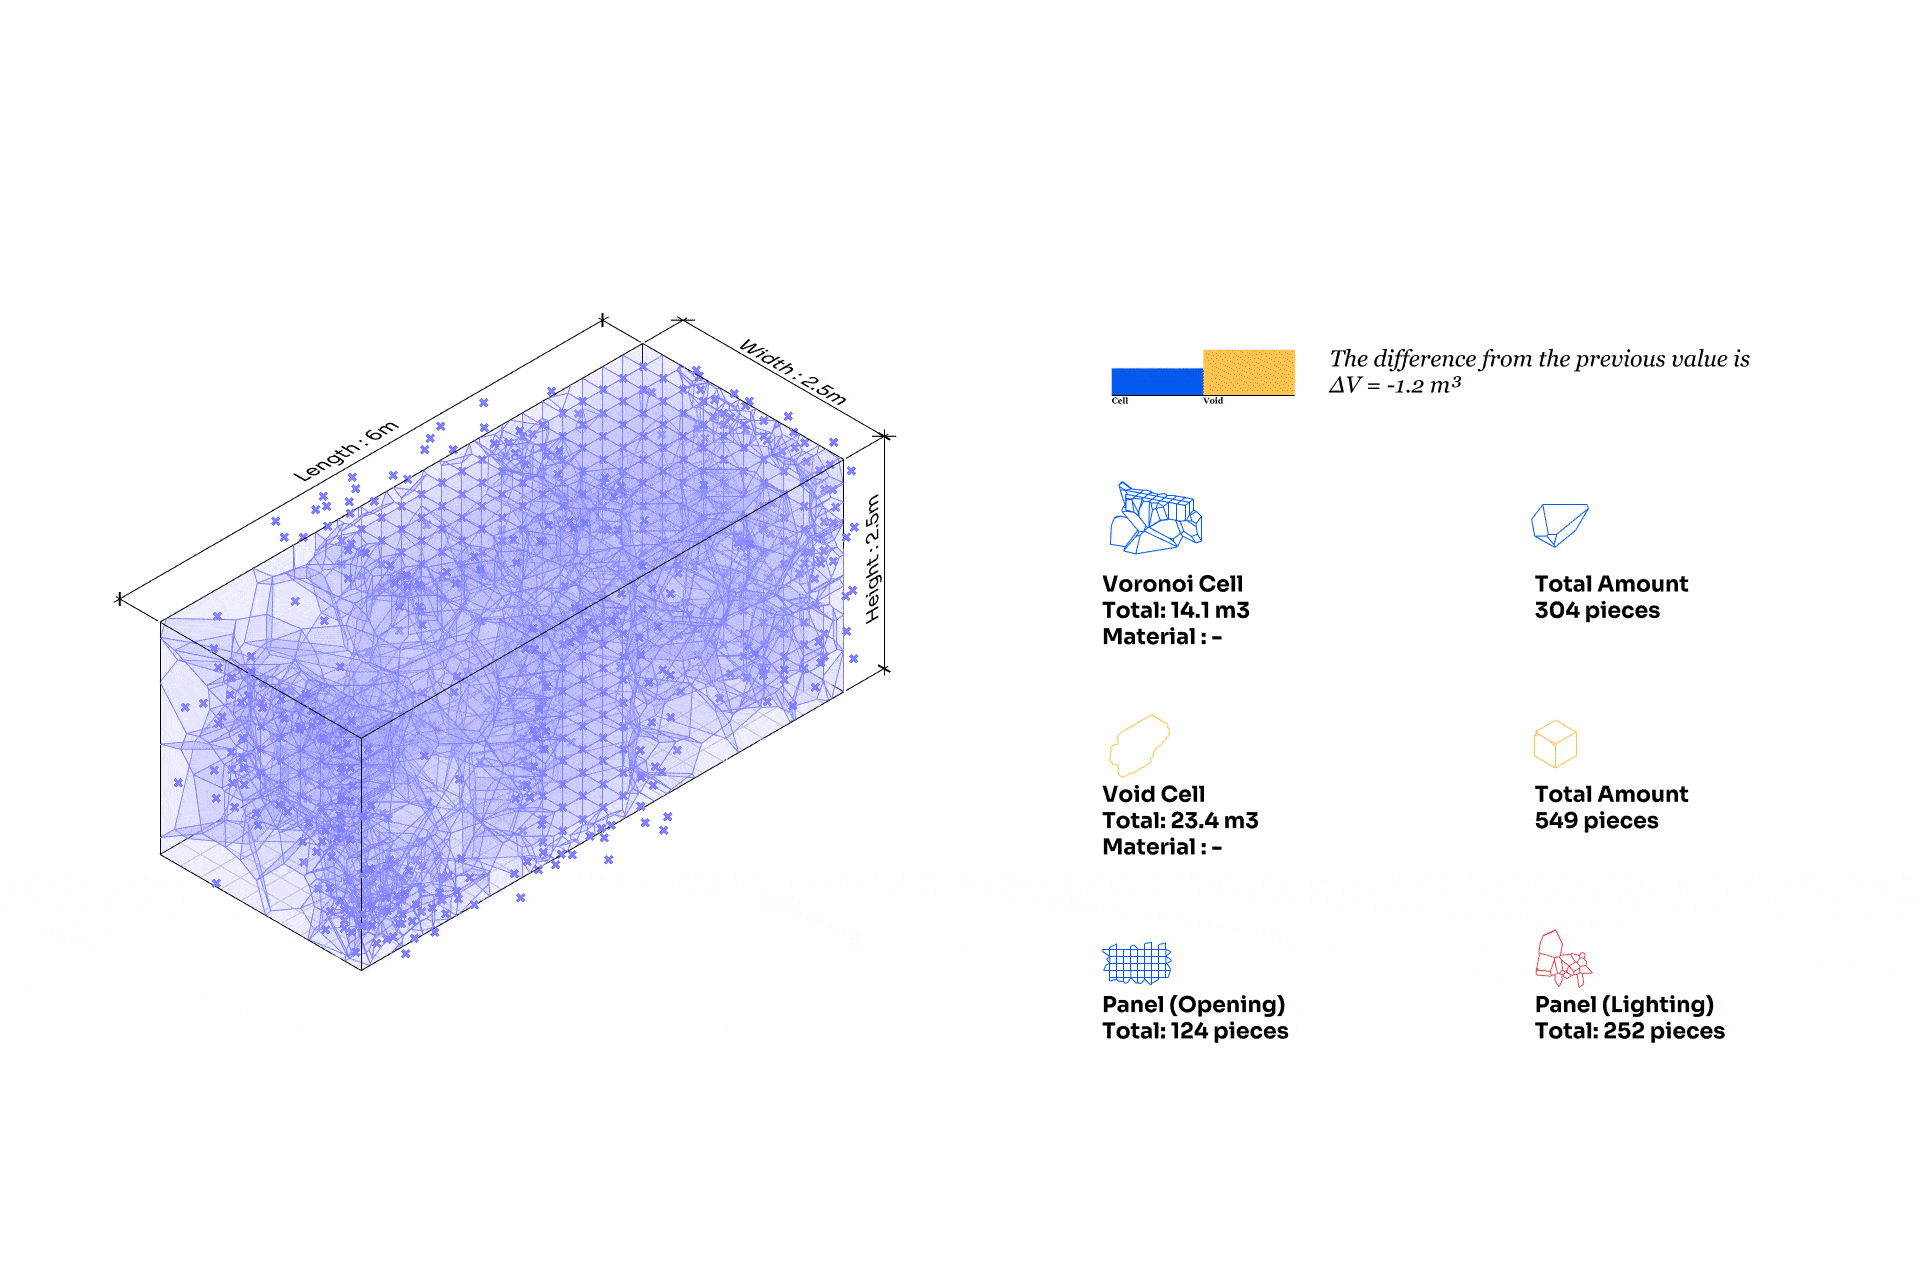 Length : 6m
Width : 2.5m
Height : 2.5m
Cell
Void
The difference from the previous value is
ΔV = -1.2 m³
Voronoi Cell
Total: 14.1 m3
Material : -
Total Amount
304 pieces
Void Cell
Total: 23.4 m3
Material : -
Total Amount
549 pieces
Panel (Opening)
Total: 124 pieces
Panel (Lighting)
Total: 252 pieces